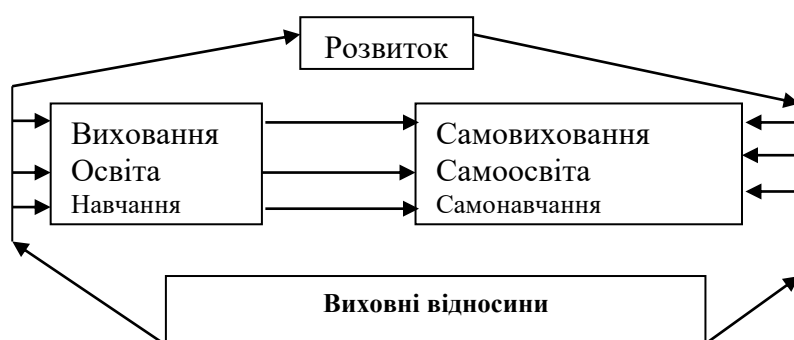 Розвиток
Виховання
Освіта
Навчання
Самовиховання
Самоосвіта
Самонавчання
Виховні відносини